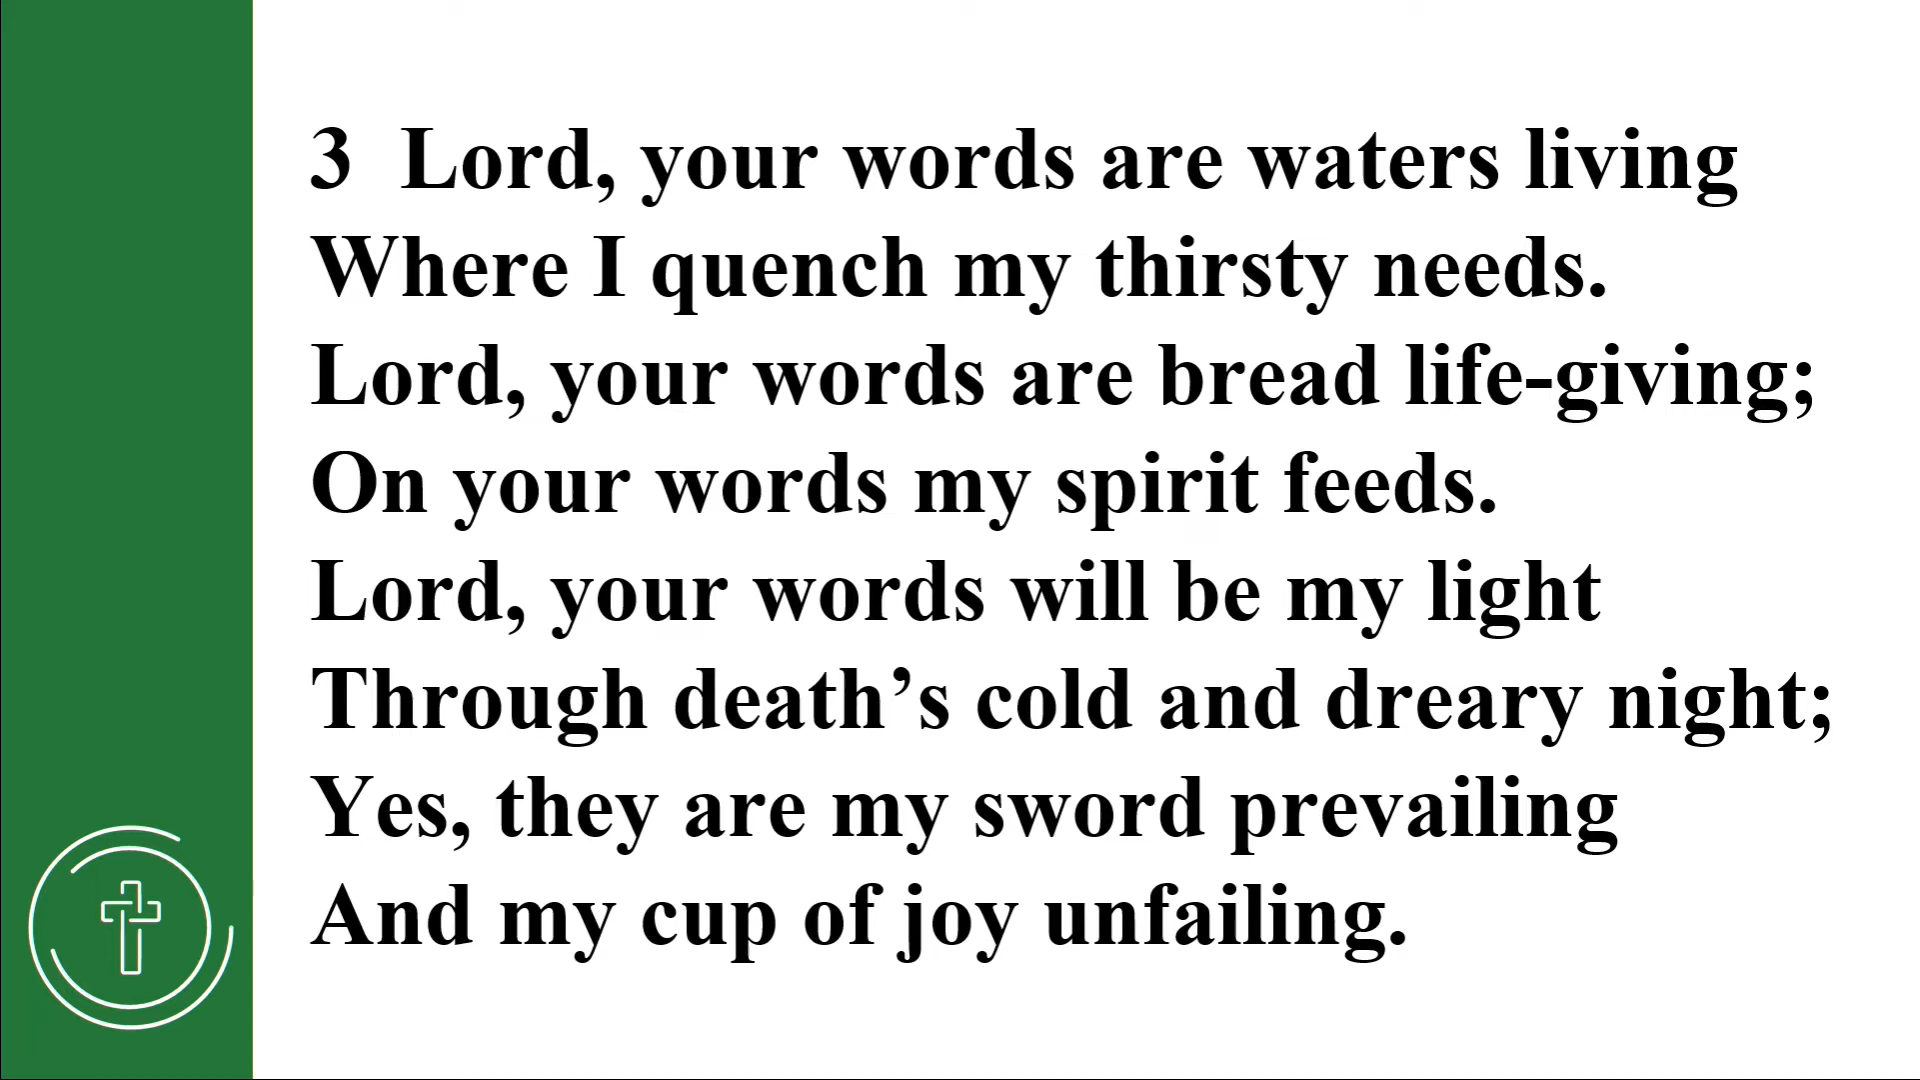 3 Lord, your words are waters living
Where I quench my thirsty needs.
Lord, your words are bread life-giving;
On your words my spirit feeds.
Lord, your words will be my light
Through death’s cold and dreary night;
Yes, they are my sword prevailing
And my cup of joy unfailing.